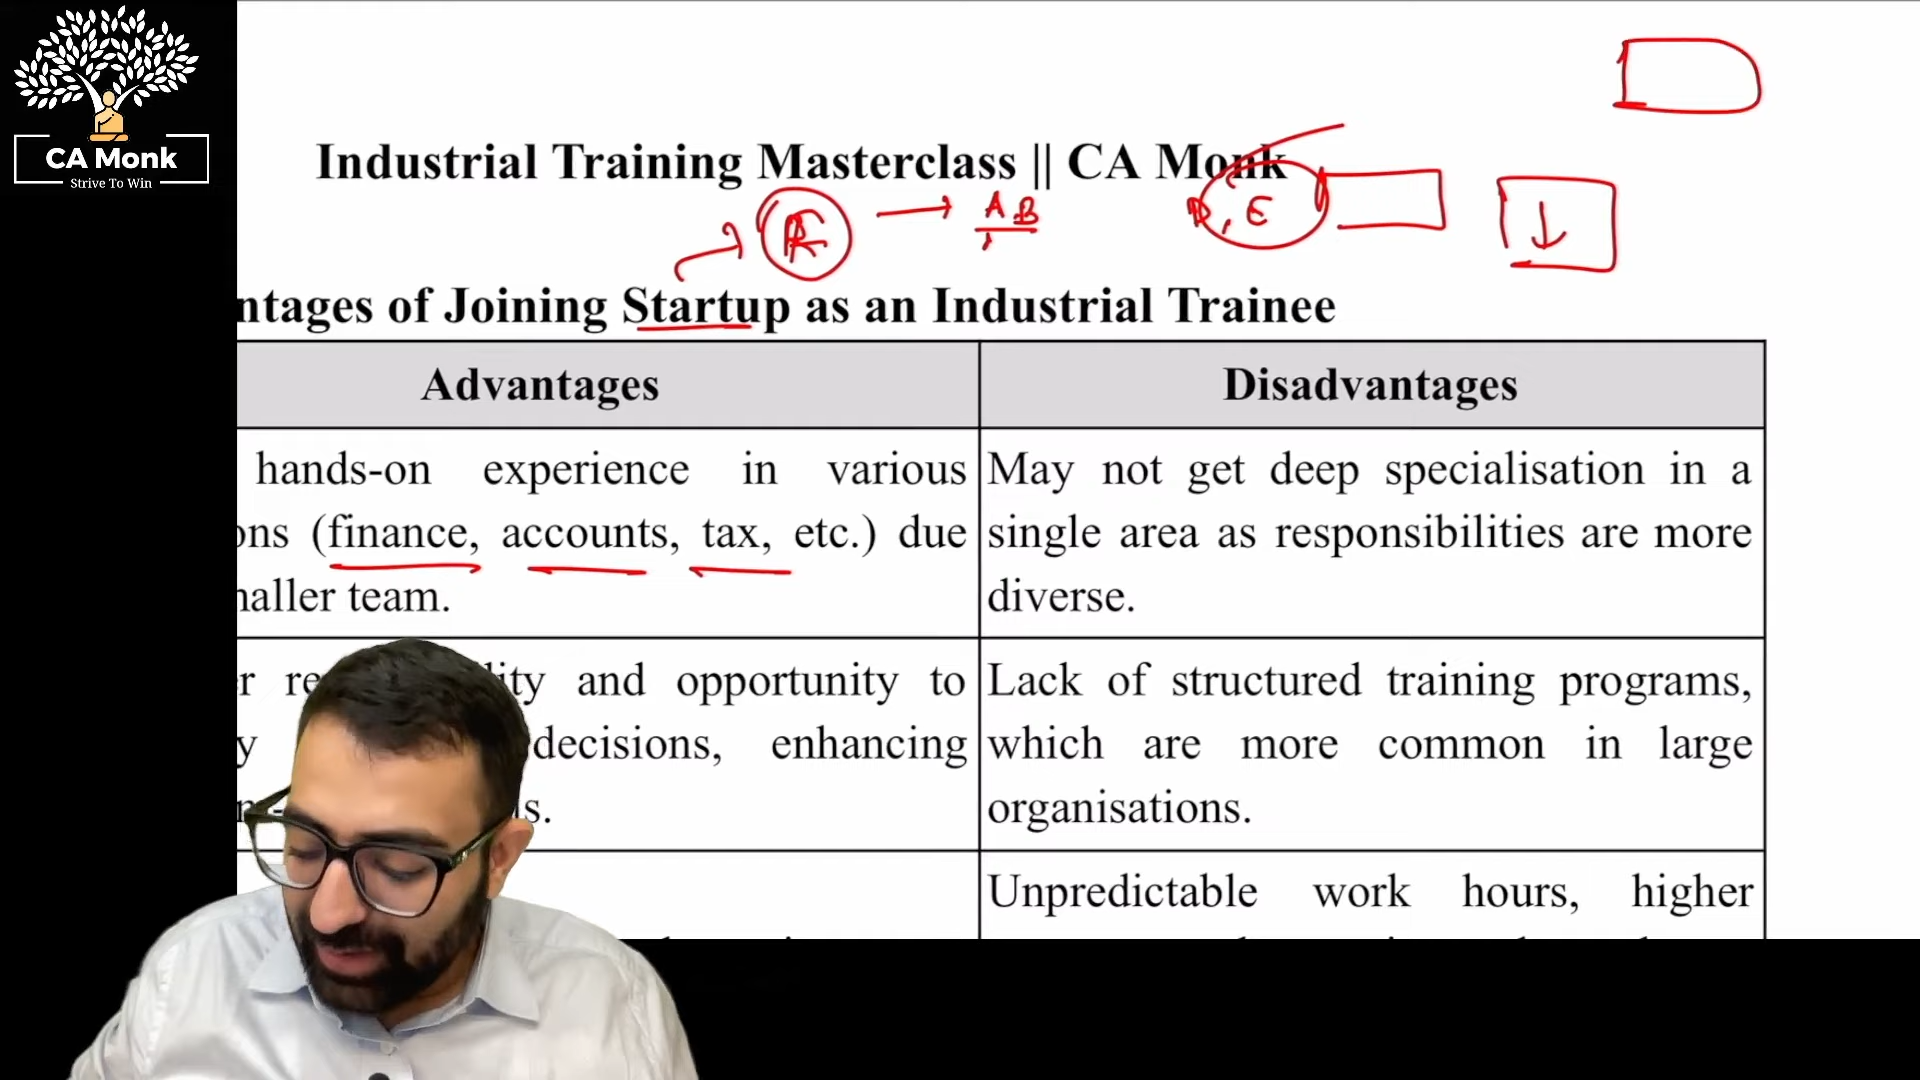 CA Monk
Strive To Win
Industrial Training Masterclass || CA Monk
A B
, E
ntages of Joining Startup as an Industrial Trainee
Advantages
Disadvantages
hands-on experience in various
ons (finance, accounts, tax, etc.) due
naller team.
May not get deep specialisation in a
single area as responsibilities are more
diverse.
r re ity and opportunity to
y decisions, enhancing
s.
Lack of structured training programs,
which are more common in large
organisations.
Unpredictable work hours, higher